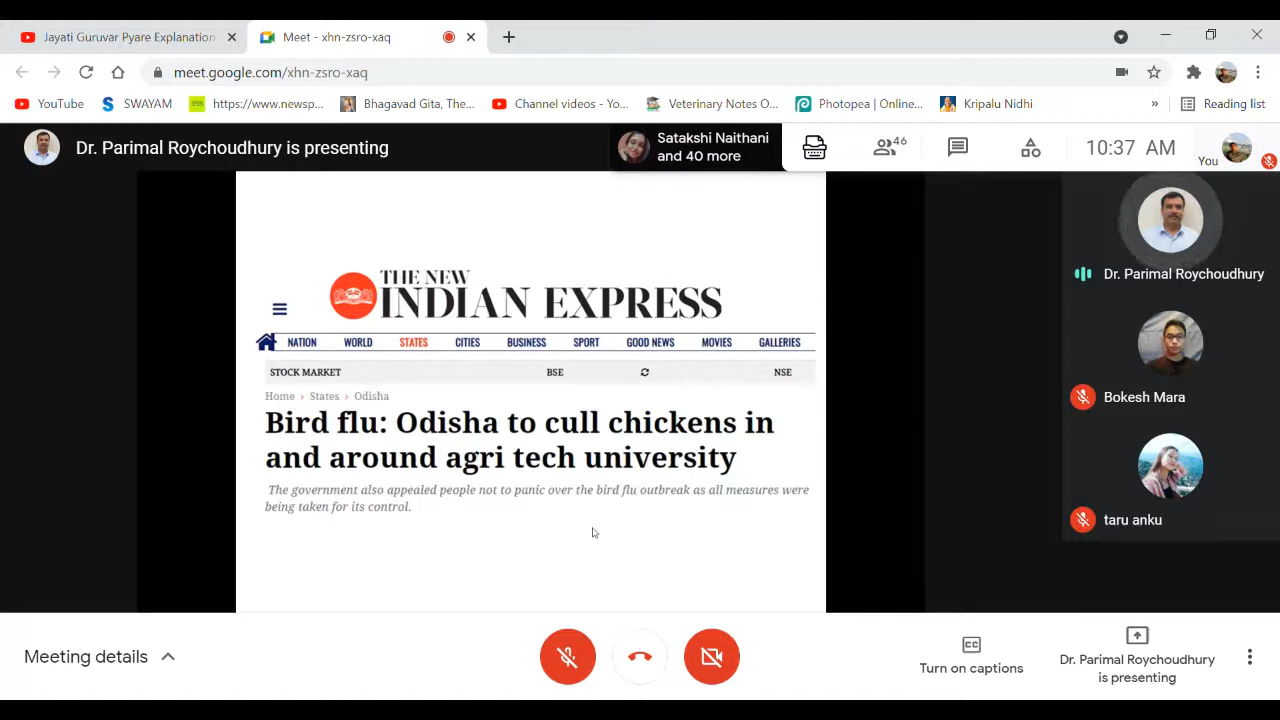 Jayati Guruvar Pyare Explanation
Meet - xhn-zsro-xaq
meet.google.com/xhn-zsro-xaq
YouTube
SWAYAM
https://www.newsp...
Bhagavad Gita, The...
Channel videos - Yo...
Veterinary Notes O...
Photopea | Online...
Kripalu Nidhi
»
Reading list
Dr. Parimal Roychoudhury is presenting
Satakshi Naithani
and 40 more
46
10:37 AM
You
THE NEW
INDIAN EXPRESS
NATION WORLD STATES CITIES BUSINESS SPORT GOOD NEWS MOVIES GALLERIES
STOCK MARKET BSE NSE
Home › States › Odisha
Bird flu: Odisha to cull chickens in
and around agri tech university
The government also appealed people not to panic over the bird flu outbreak as all measures were
being taken for its control.
Dr. Parimal Roychoudhury
Bokesh Mara
taru anku
Meeting details
CC
Turn on captions
Dr. Parimal Roychoudhury
is presenting